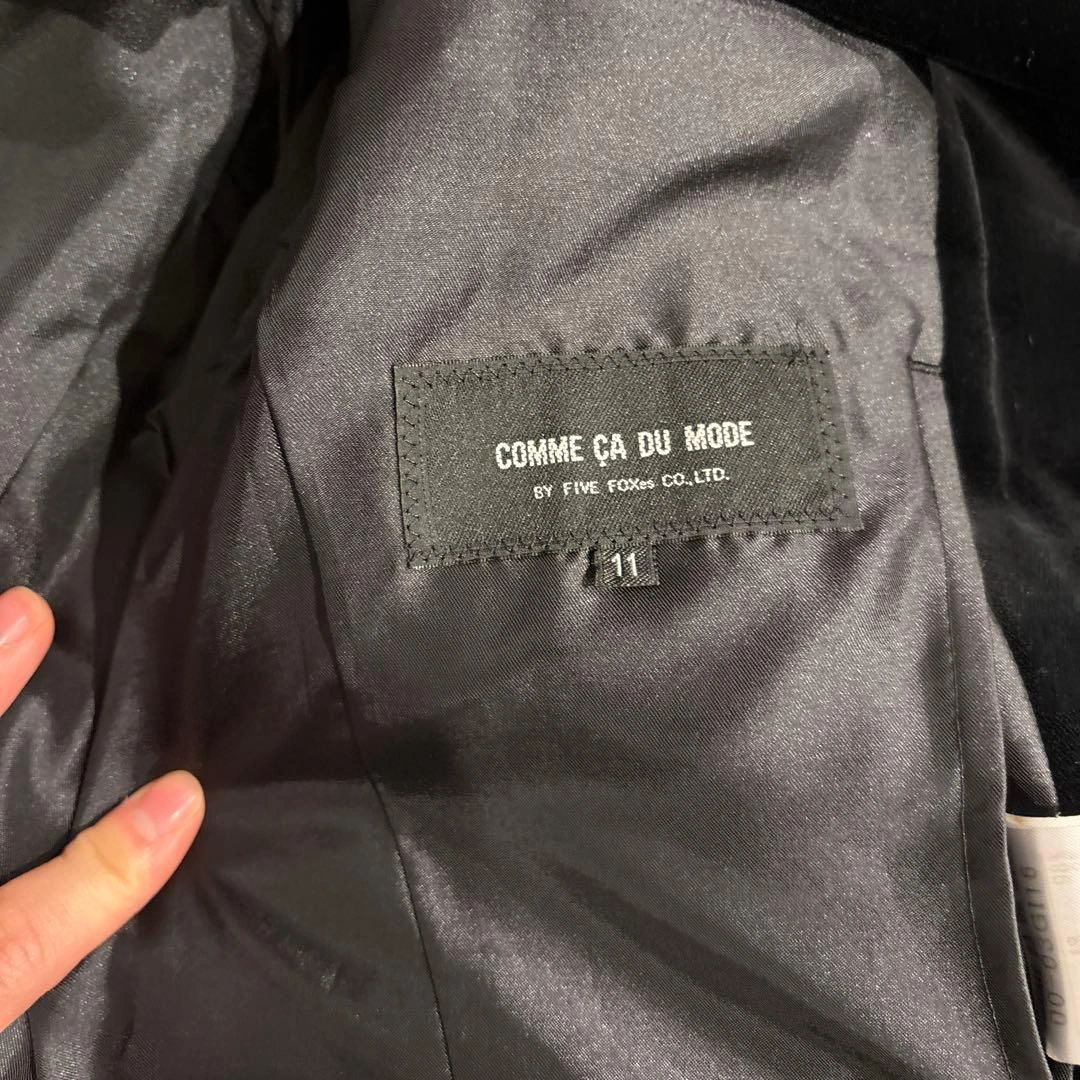 COMME ÇA DU MODE
BY FIVE FOXes CO.,LTD.
11